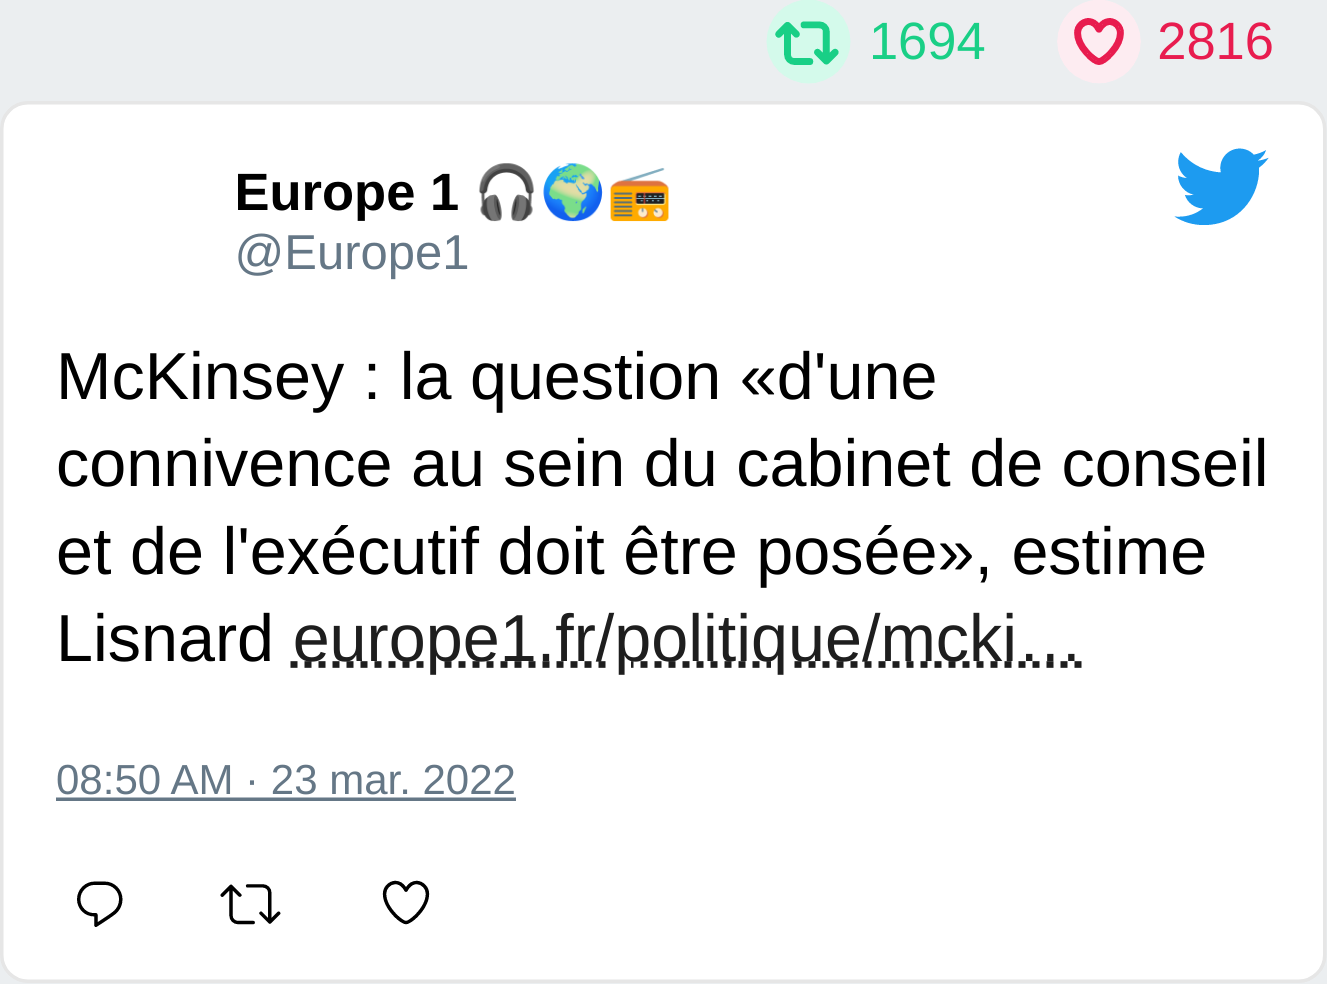 1694 2816
Europe 1 🎧🌍📻
@Europe1
McKinsey : la question «d'une
connivence au sein du cabinet de conseil
et de l'exécutif doit être posée», estime
Lisnard europe1.fr/politique/mcki...
08:50 AM · 23 mar. 2022